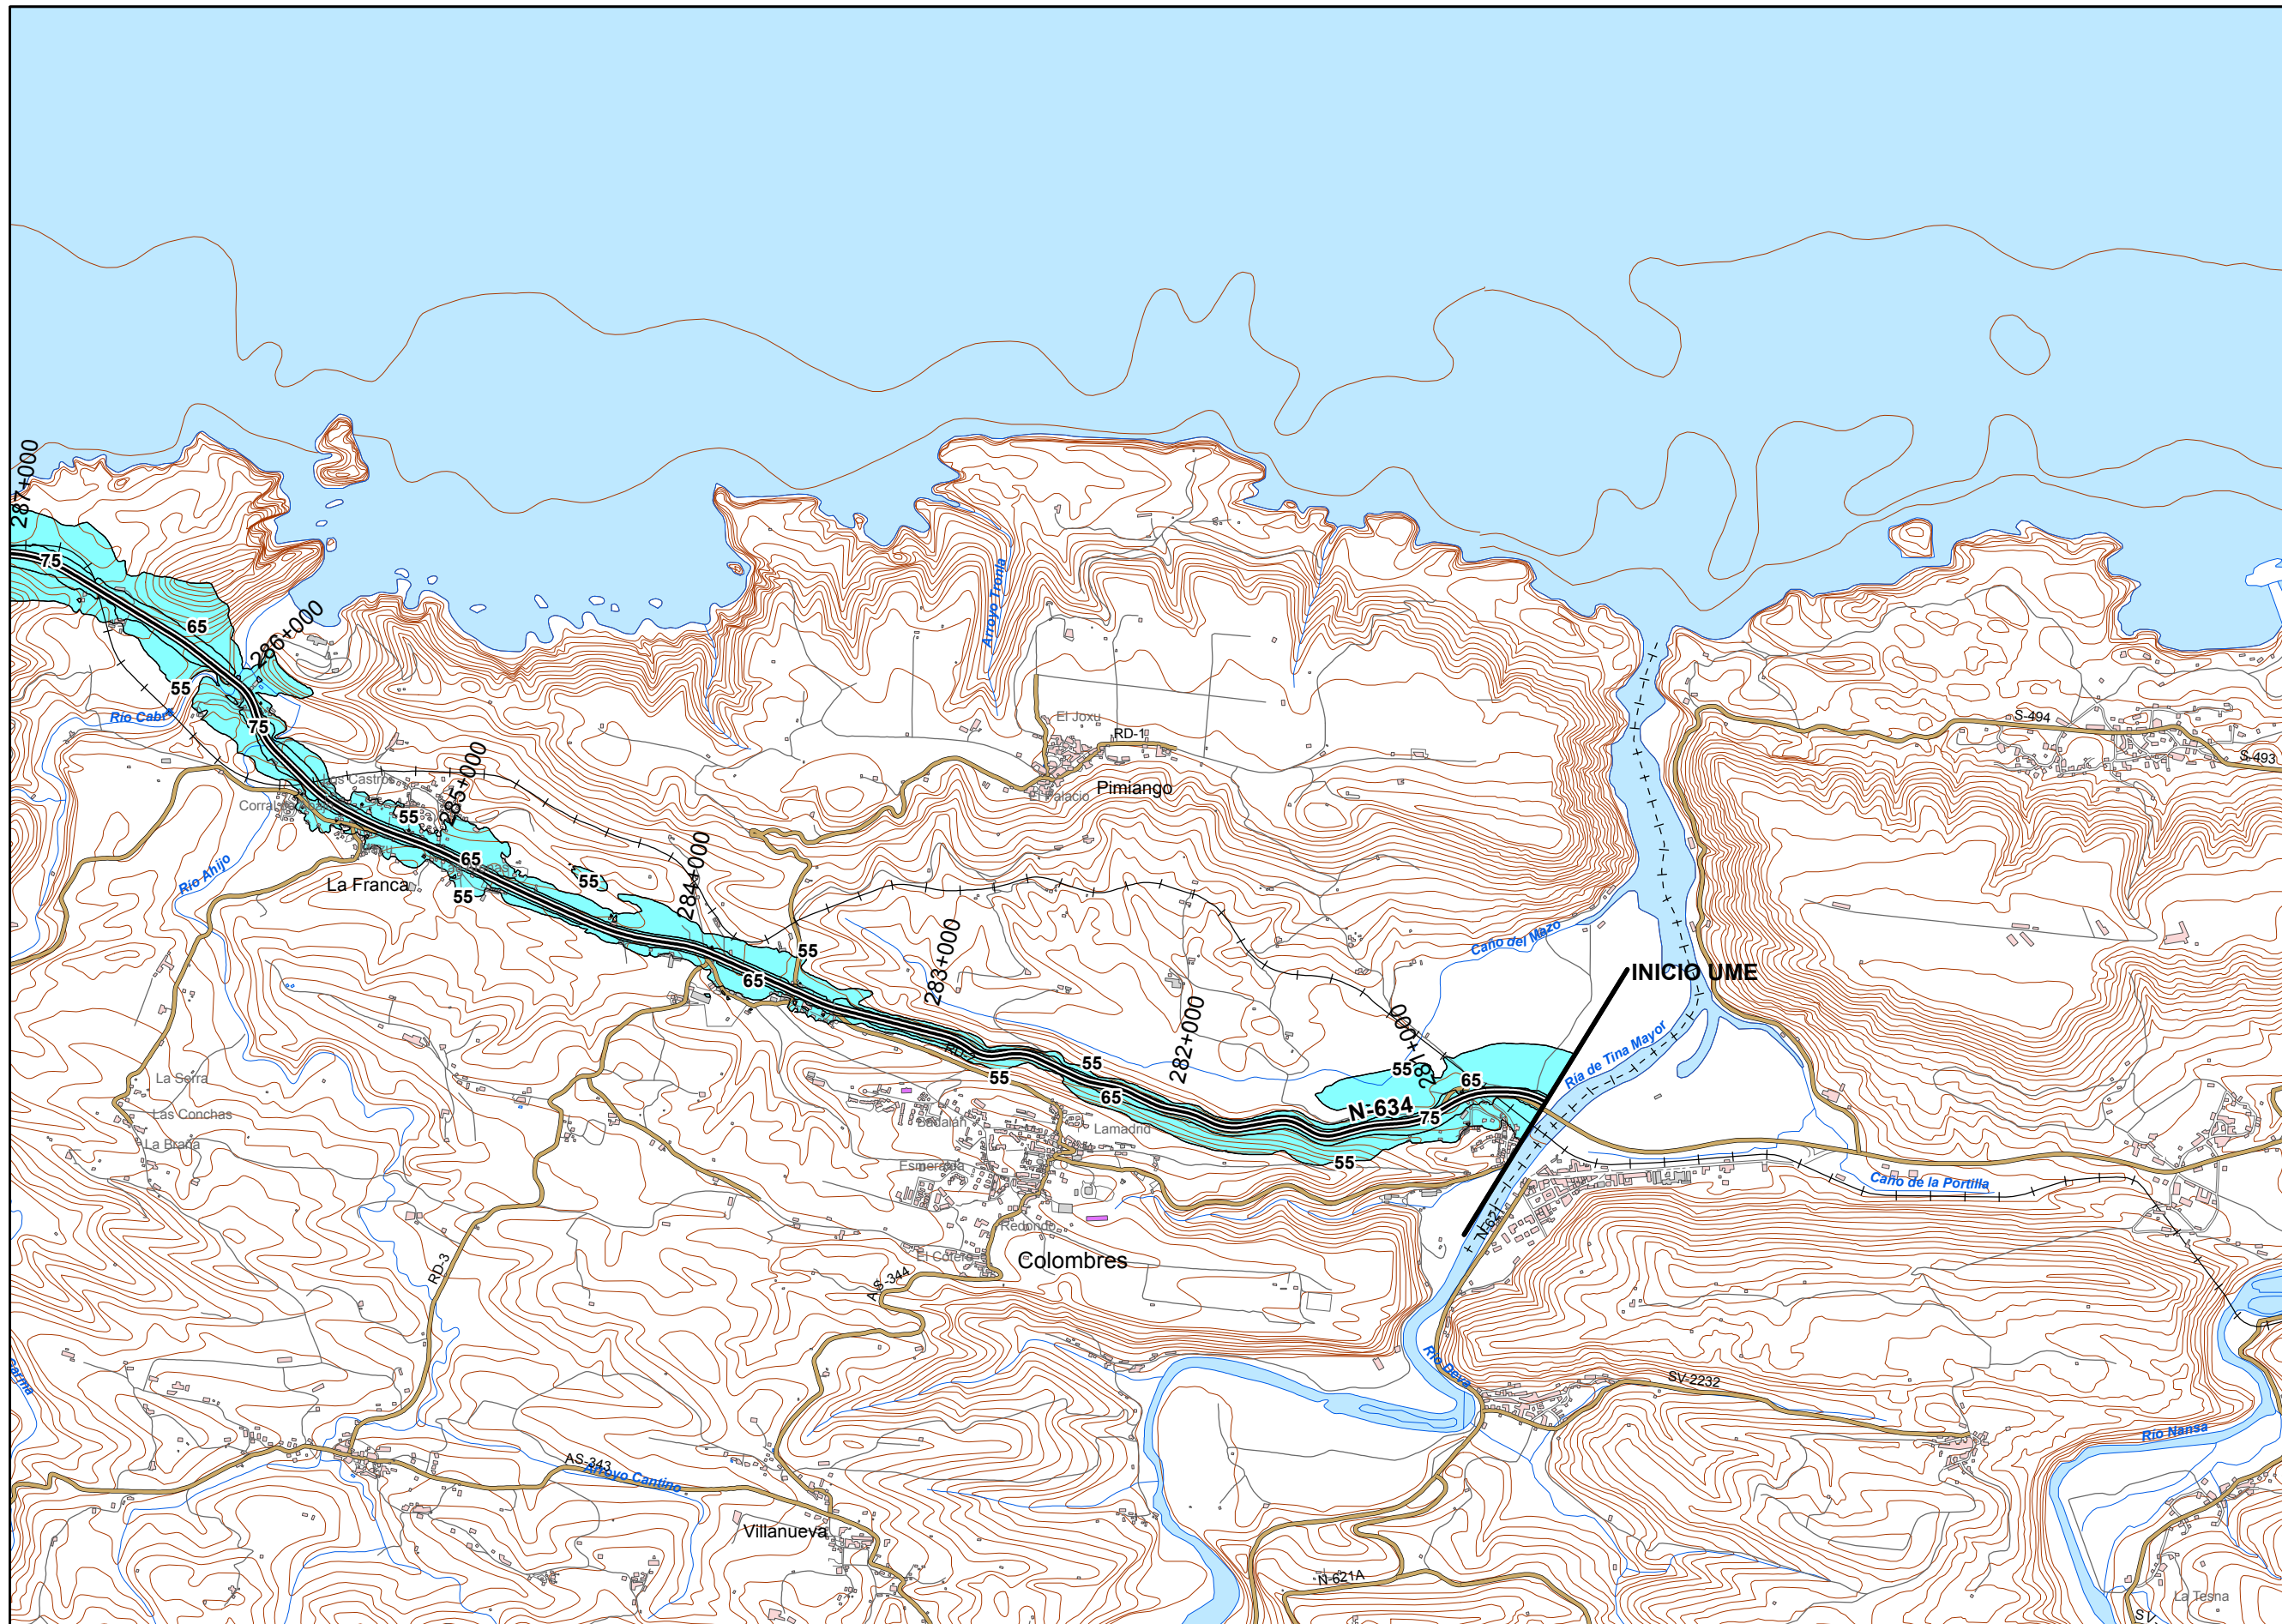 287+000
75
65
286+000
55
Río Cabra
75
Arroyo Tronía
El Joxu
RD-1
El Palacio
Pimiango
S-494
S-493
Los Castros
285+000
55
65
La Franca
55
55
Río Ahijo
284+000
55
65
283+000
282+000
281+000
Caño del Mazo
INICIO UME
Ría de Tina Mayor
55
55
65
55
65
N-634
75
55
La Serra
Las Conchas
La Braña
Badalán
Lamadrid
Esmeralda
Redondo
El Cotero
Colombres
AS-344
RD-3
N-621
Caño de la Portilla
Río Deva
SV-2232
Río Nansa
AS-343
Arroyo Cantino
Villanueva
N-621A
La Tesna
SV-